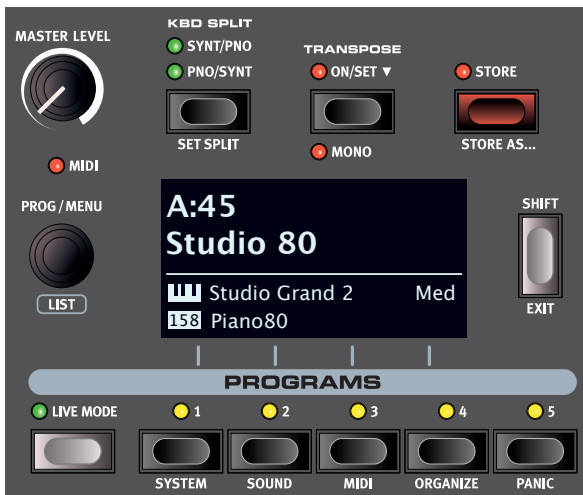 MASTER LEVEL
KBD SPLIT
SYNT/PNO
PNO/SYNT
SET SPLIT
TRANSPOSE
ON/SET ▼
MONO
STORE
STORE AS...
MIDI
PROG/MENU
LIST
A:45
Studio 80
Studio Grand 2 Med
158 Piano80
SHIFT
EXIT
PROGRAMS
LIVE MODE
1
2
3
4
5
SYSTEM
SOUND
MIDI
ORGANIZE
PANIC